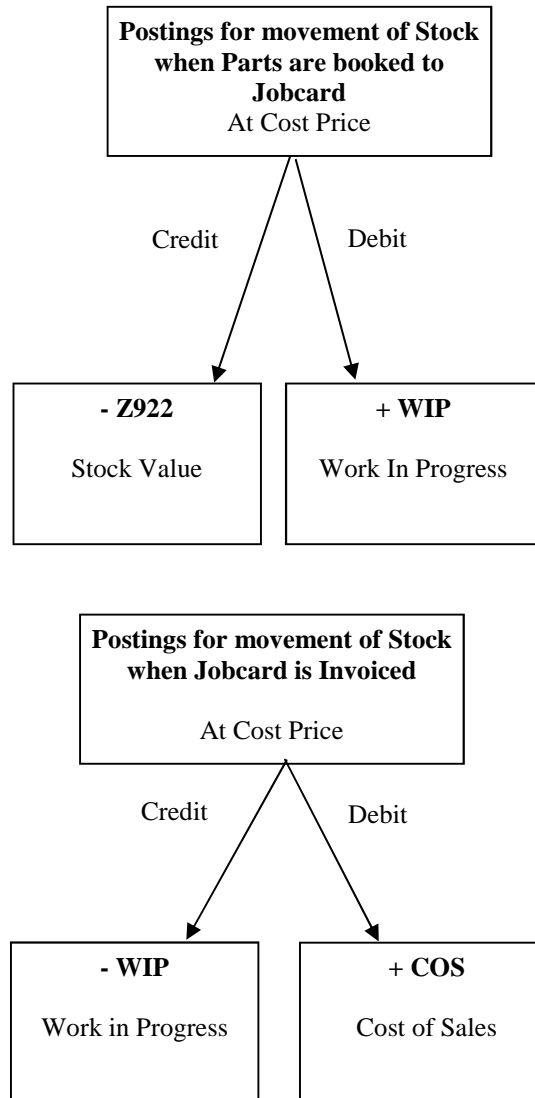 Postings for movement of Stock
when Parts are booked to
Jobcard
At Cost Price
Credit
Debit
- Z922
Stock Value
+ WIP
Work In Progress
Postings for movement of Stock
when Jobcard is Invoiced
At Cost Price
Credit
Debit
- WIP
Work in Progress
+ COS
Cost of Sales